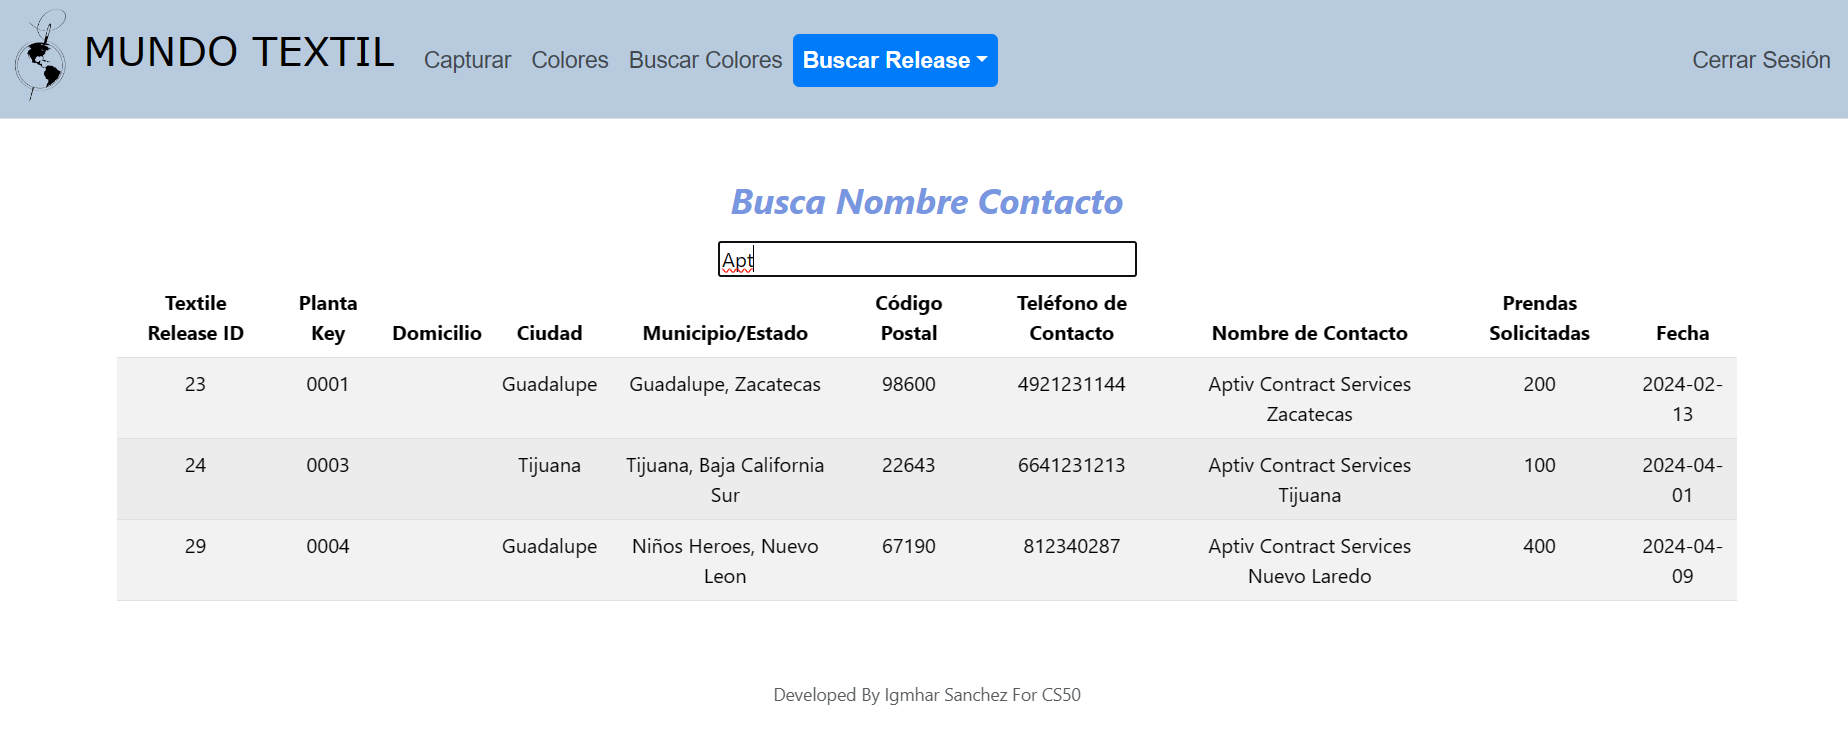 MUNDO TEXTIL
Capturar Colores Buscar Colores Buscar Release Cerrar Sesión
Busca Nombre Contacto
Apt
Textile Release ID Planta Key Domicilio Ciudad Municipio/Estado Código Postal Teléfono de Contacto Nombre de Contacto Prendas Solicitadas Fecha
23 0001 Guadalupe Guadalupe, Zacatecas 98600 4921231144 Aptiv Contract Services Zacatecas 200 2024-02-13
24 0003 Tijuana Tijuana, Baja California Sur 22643 6641231213 Aptiv Contract Services Tijuana 100 2024-04-01
29 0004 Guadalupe Niños Heroes, Nuevo Leon 67190 812340287 Aptiv Contract Services Nuevo Laredo 400 2024-04-09
Developed By Igmhar Sanchez For CS50